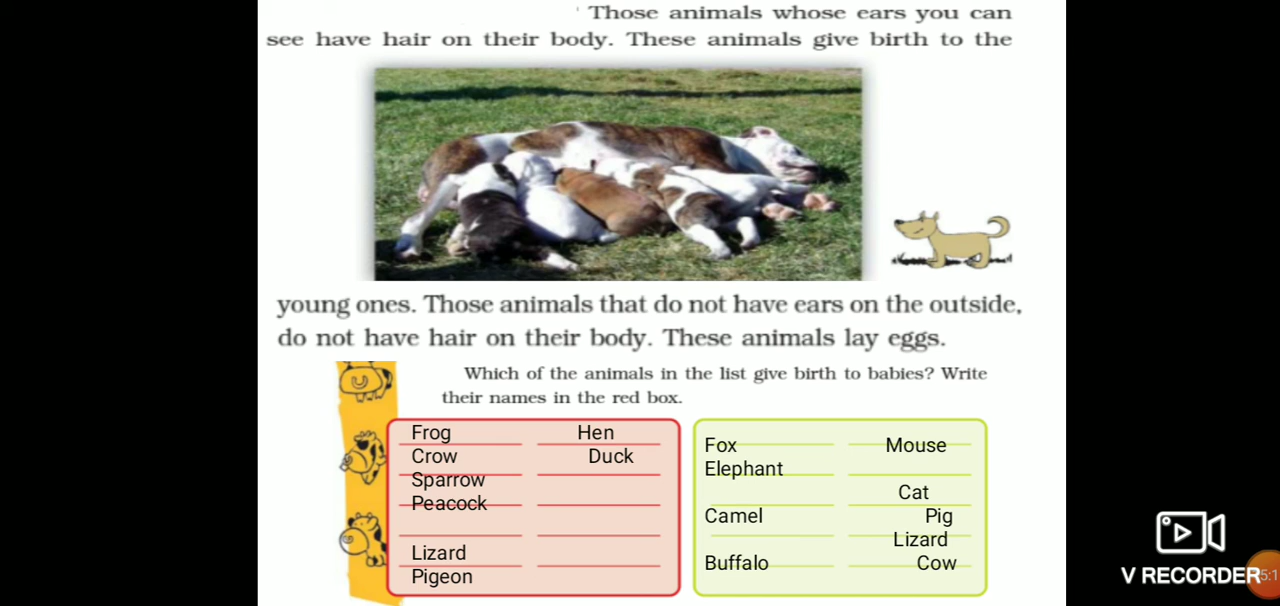 Those animals whose ears you can
see have hair on their body. These animals give birth to the
young ones. Those animals that do not have ears on the outside,
do not have hair on their body. These animals lay eggs.
Which of the animals in the list give birth to babies? Write
their names in the red box.
Frog Hen
Crow Duck
Sparrow
Peacock
Lizard
Pigeon
Fox Mouse
Elephant
Cat
Camel Pig
Lizard
Buffalo Cow
V RECORDER
5:1